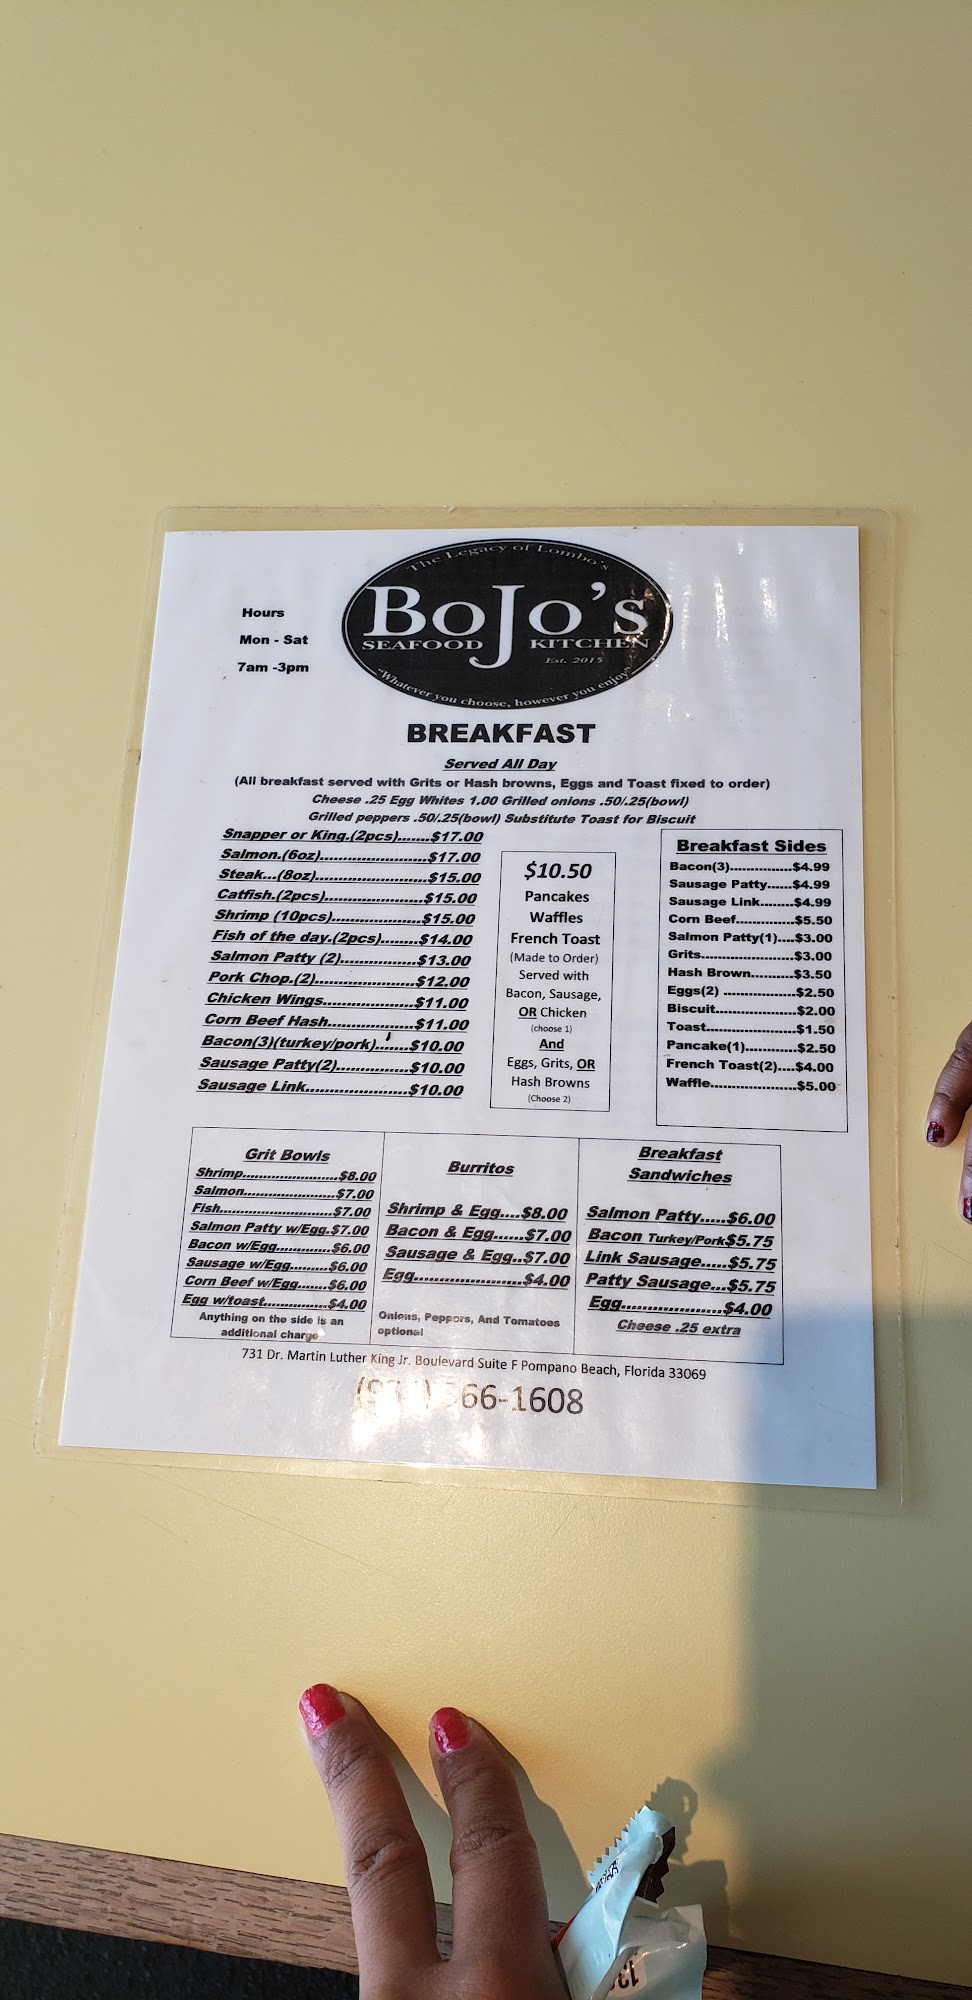 The Legacy of Lombo's
BoJo's
SEAFOOD KITCHEN
Est. 2015
"Whatever you choose, however you enjoy"
Hours
Mon - Sat
7am -3pm
BREAKFAST
Served All Day
(All breakfast served with Grits or Hash browns, Eggs and Toast fixed to order)
Cheese .25 Egg Whites 1.00 Grilled onions .50/.25(bowl)
Grilled peppers .50/.25(bowl) Substitute Toast for Biscuit
Snapper or King.(2pcs).......$17.00
Salmon.(6oz)......................$17.00
Steak...(8oz).......................$15.00
Catfish.(2pcs).....................$15.00
Shrimp (10pcs)..................$15.00
Fish of the day.(2pcs)........$14.00
Salmon Patty (2)................$13.00
Pork Chop.(2).....................$12.00
Chicken Wings...................$11.00
Corn Beef Hash..................$11.00
Bacon(3)(turkey/pork).......$10.00
Sausage Patty(2)...............$10.00
Sausage Link.....................$10.00
$10.50
Pancakes
Waffles
French Toast
(Made to Order)
Served with
Bacon, Sausage,
OR Chicken
(choose 1)
And
Eggs, Grits, OR
Hash Browns
(Choose 2)
Breakfast Sides
Bacon(3)...............$4.99
Sausage Patty......$4.99
Sausage Link.......$4.99
Corn Beef.............$5.50
Salmon Patty(1)....$3.00
Grits......................$3.00
Hash Brown..........$3.50
Eggs(2) .................$2.50
Biscuit...................$2.00
Toast.....................$1.50
Pancake(1)............$2.50
French Toast(2)....$4.00
Waffle....................$5.00
Grit Bowls
Shrimp.......................$8.00
Salmon......................$7.00
Fish...........................$7.00
Salmon Patty w/Egg.$7.00
Bacon w/Egg.............$6.00
Sausage w/Egg.........$6.00
Corn Beef w/Egg.......$6.00
Egg w/toast...............$4.00
Anything on the side is an
additional charge
Burritos
Shrimp & Egg....$8.00
Bacon & Egg.......$7.00
Sausage & Egg..$7.00
Egg.......................$4.00
Onions, Peppers, And Tomatoes
optional
Breakfast
Sandwiches
Salmon Patty.....$6.00
Bacon Turkey/Pork$5.75
Link Sausage.....$5.75
Patty Sausage...$5.75
Egg.....................$4.00
Cheese .25 extra
731 Dr. Martin Luther King Jr. Boulevard Suite F Pompano Beach, Florida 33069
66-1608